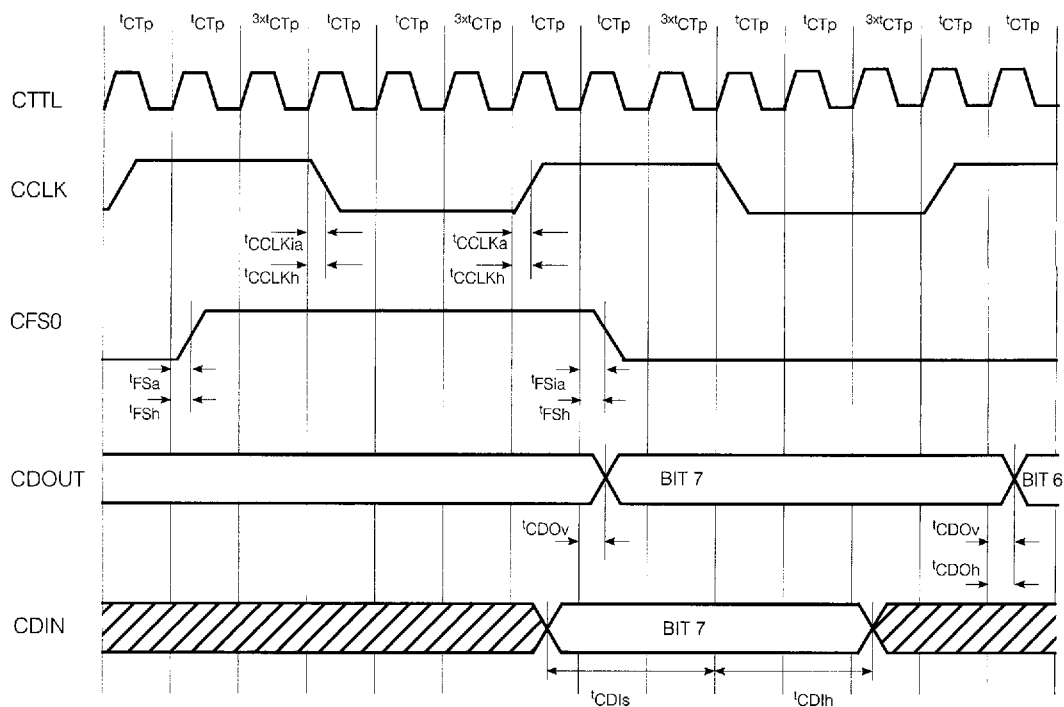 tCTp tCTp 3xtCTp tCTp tCTp 3xtCTp tCTp tCTp 3xtCTp tCTp tCTp 3xtCTp tCTp tCTp
CTTL
CCLK
tCCLKia tCCLKa
tCCLKh tCCLKh
CFS0
tFSa tFSia
tFSh tFSh
CDOUT BIT 7 BIT 6
tCDOv tCDOv
tCDOh
CDIN BIT 7
tCDIs tCDIh